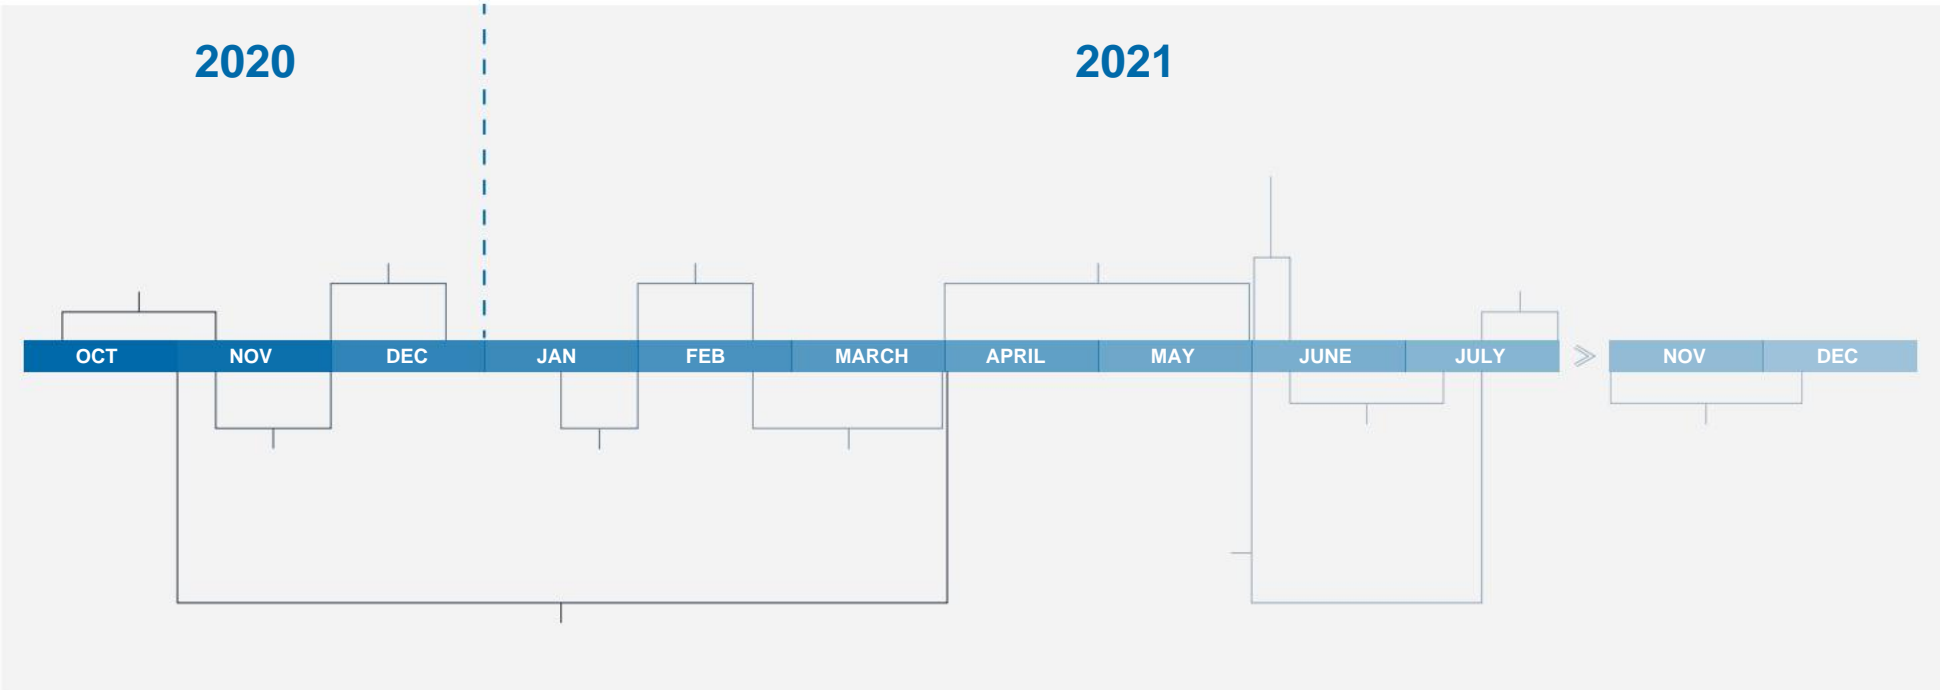 2020 2021
OCT NOV DEC JAN FEB MARCH APRIL MAY JUNE JULY NOV DEC